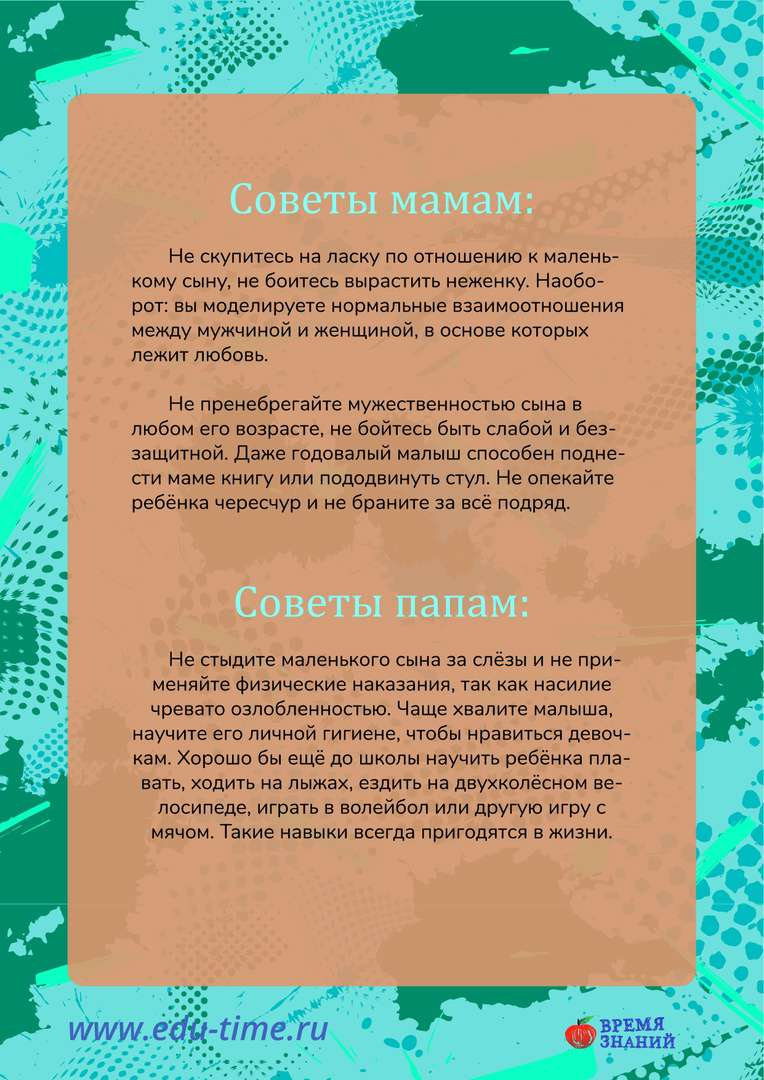 Советы мамам:
Не скупитесь на ласку по отношению к малень-
кому сыну, не боитесь вырастить неженку. Наобо-
рот: вы моделируете нормальные взаимоотношения
между мужчиной и женщиной, в основе которых
лежит любовь.
Не пренебрегайте мужественностью сына в
любом его возрасте, не бойтесь быть слабой и без-
защитной. Даже годовалый малыш способен подне-
сти маме книгу или пододвинуть стул. Не опекайте
ребёнка чересчур и не браните за всё подряд.
Советы папам:
Не стыдите маленького сына за слёзы и не при-
меняйте физические наказания, так как насилие
чревато озлобленностью. Чаще хвалите малыша,
научите его личной гигиене, чтобы нравиться девоч-
кам. Хорошо бы ещё до школы научить ребёнка пла-
вать, ходить на лыжах, ездить на двухколёсном ве-
лосипеде, играть в волейбол или другую игру с
мячом. Такие навыки всегда пригодятся в жизни.
www.edu-time.ru
ВРЕМЯ
ЗНАНИЙ